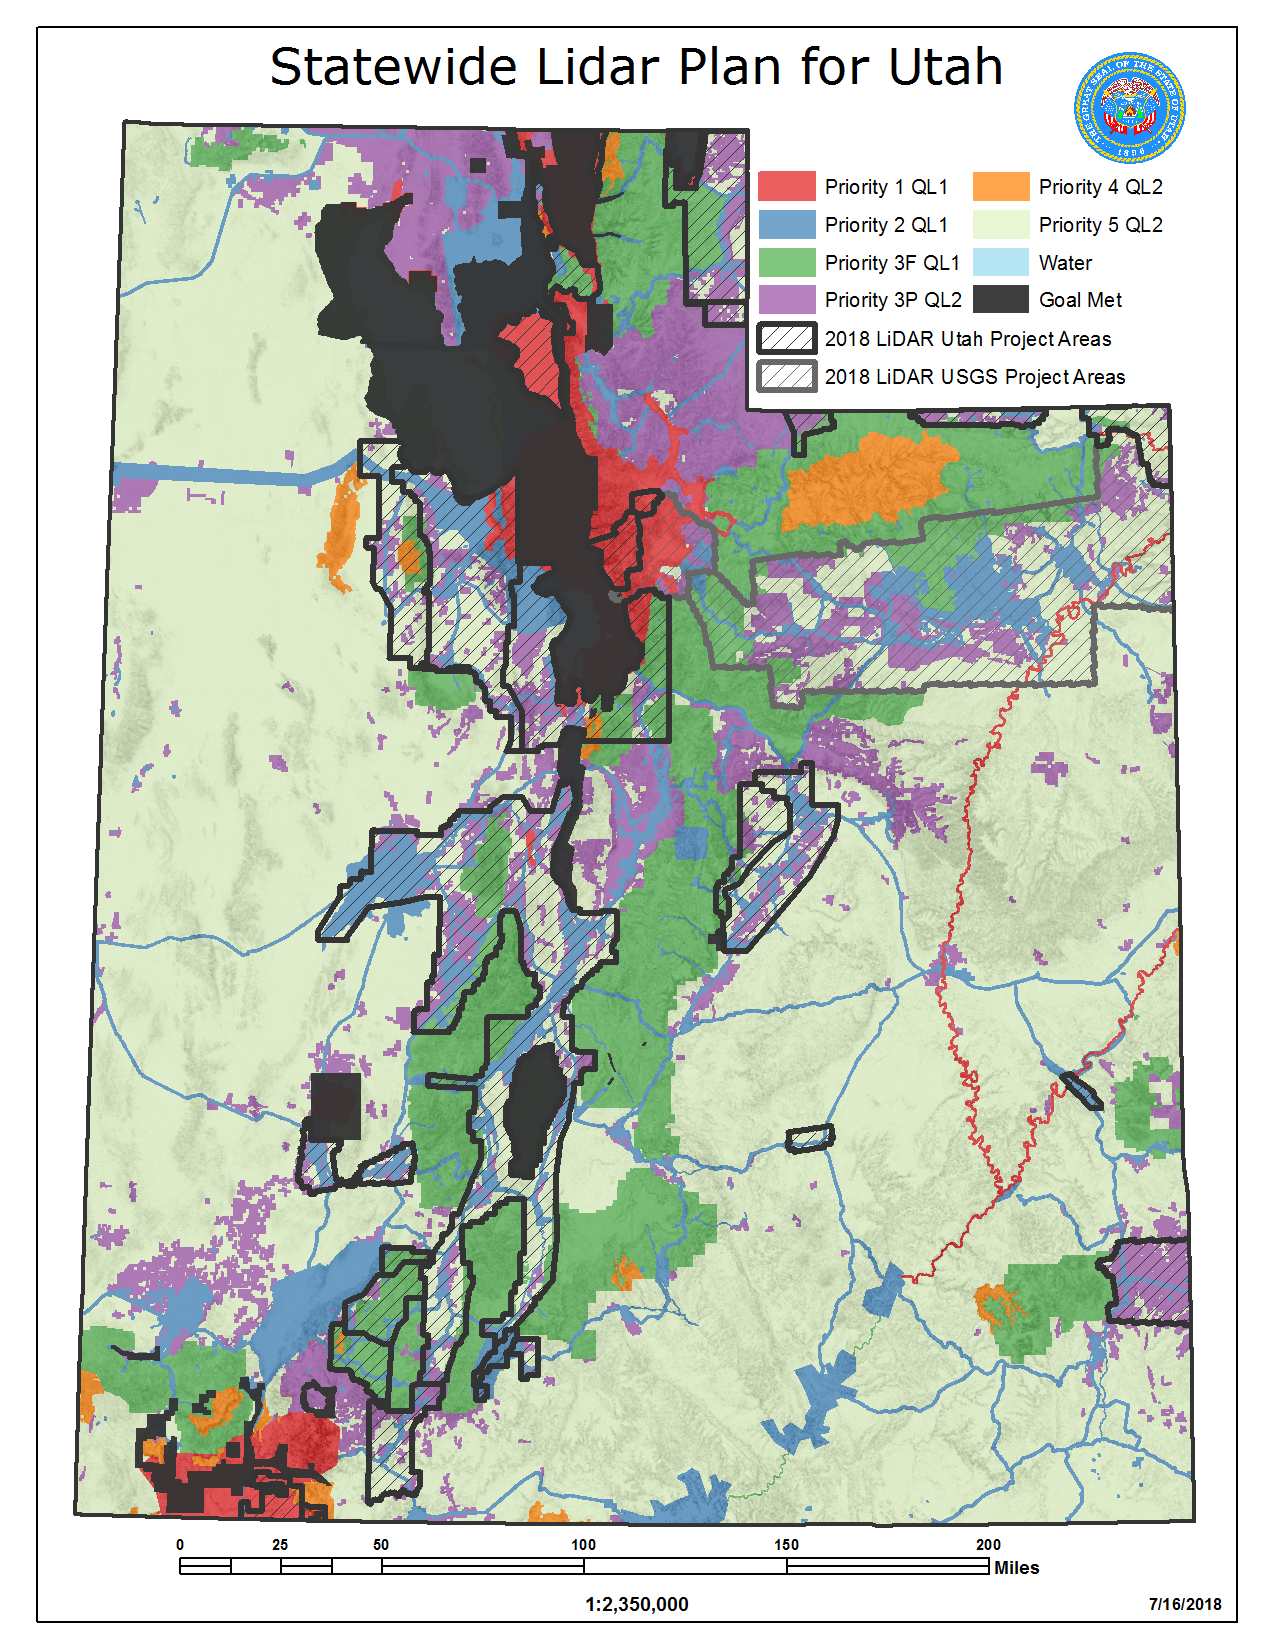 Statewide Lidar Plan for Utah
THE GREAT SEAL OF THE STATE OF UTAH
1896
Priority 1 QL1
Priority 4 QL2
Priority 2 QL1
Priority 5 QL2
Priority 3F QL1
Water
Priority 3P QL2
Goal Met
2018 LiDAR Utah Project Areas
2018 LiDAR USGS Project Areas
0 25 50 100 150 200
Miles
1:2,350,000
7/16/2018